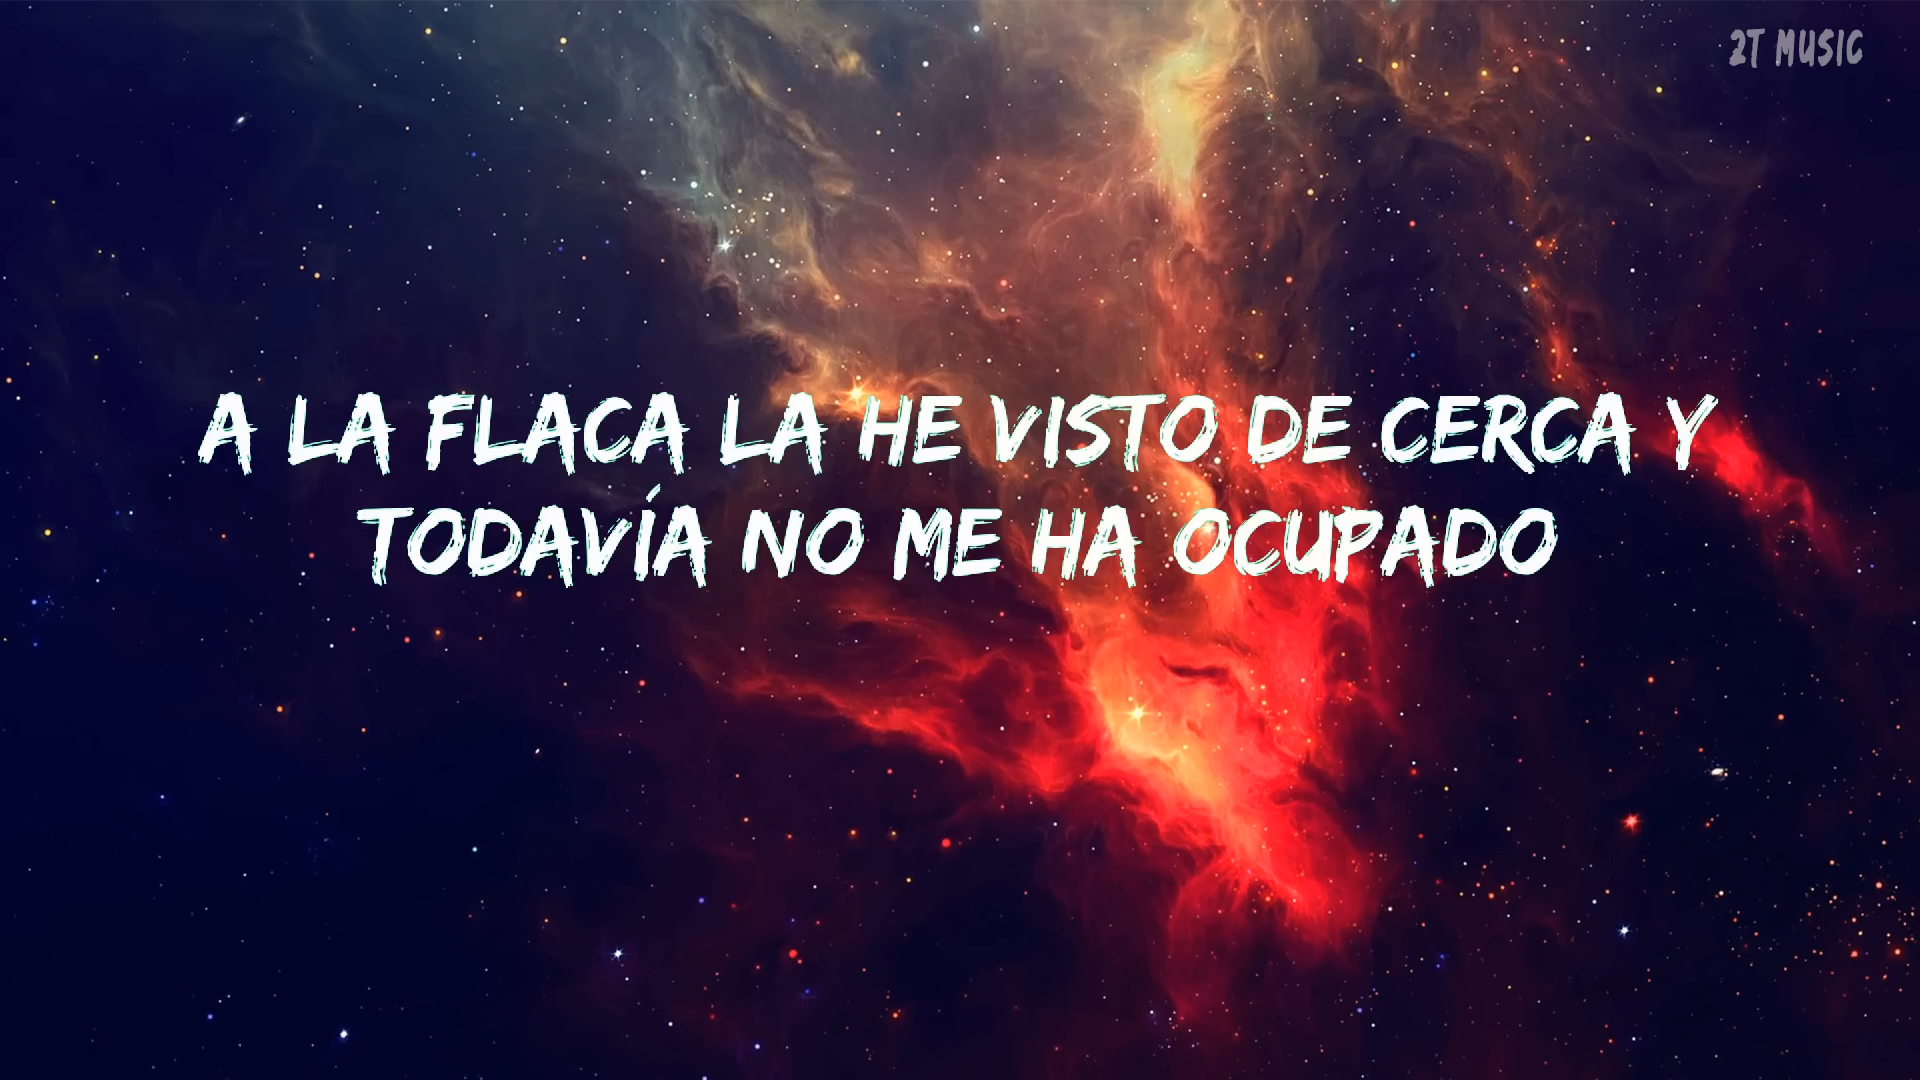 2T MUSIC
A LA FLACA LA HE VISTO DE CERCA Y
TODAVÍA NO ME HA OCUPADO